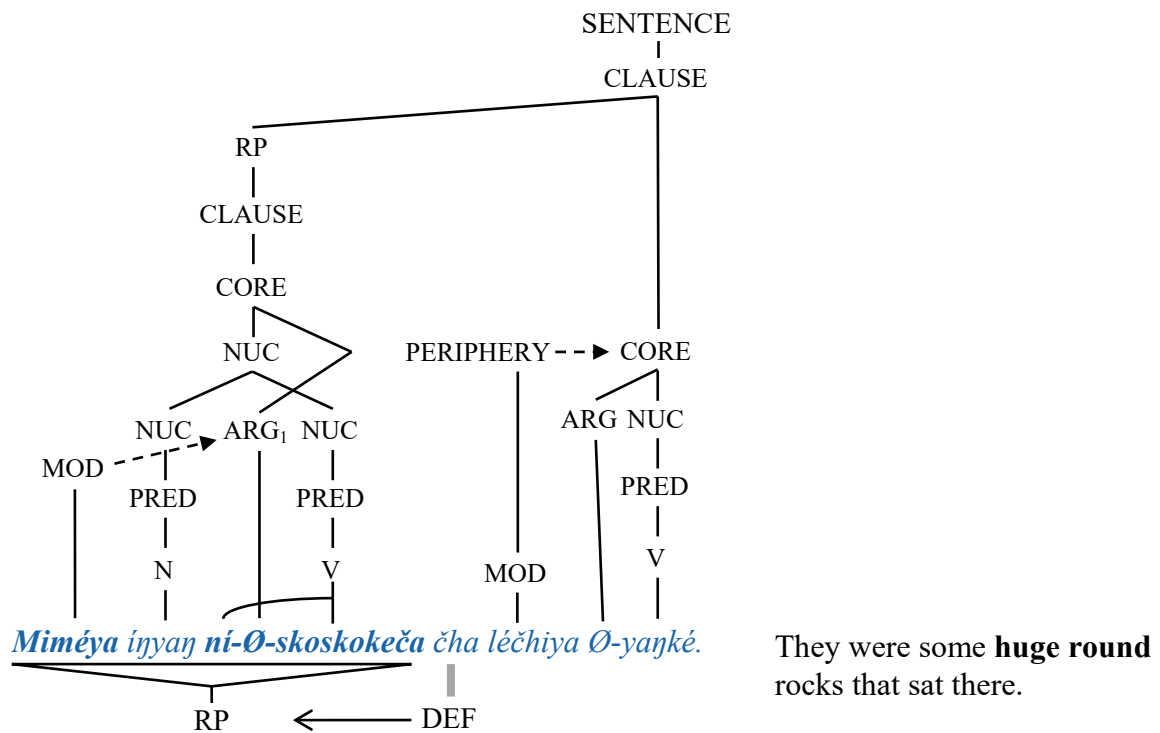 SENTENCE
CLAUSE
RP
CLAUSE
CORE
NUC PERIPHERY CORE
ARG NUC
NUC ARG₁ NUC
MOD
PRED PRED PRED
N V MOD V
Miméya íŋyaŋ ní-Ø-skoskokeča čha léčhiya Ø-yaŋké.
They were some huge round
rocks that sat there.
RP DEF